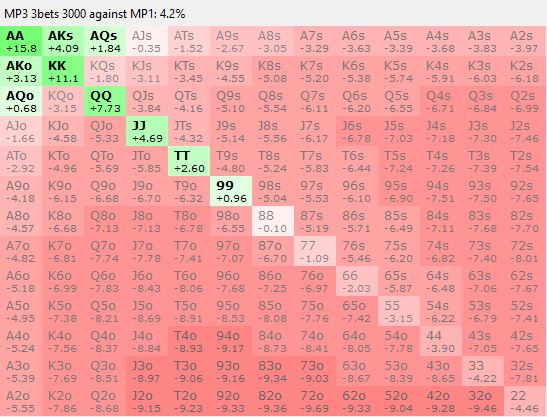 MP3 3bets 3000 against MP1: 4.2%
AA AKs AQs AJs ATs A9s A8s A7s A6s A5s A4s A3s A2s
+15.8 +4.09 +1.84 -0.35 -1.52 -2.67 -3.05 -3.29 -3.63 -3.39 -3.68 -3.83 -3.97
AKo KK KQs KJs KTs K9s K8s K7s K6s K5s K4s K3s K2s
+3.13 +11.1 -1.80 -3.11 -3.45 -4.55 -5.08 -5.20 -5.38 -5.74 -5.91 -6.03 -6.18
AQo KQo QQ QJs QTs Q9s Q8s Q7s Q6s Q5s Q4s Q3s Q2s
+0.68 -3.15 +7.73 -3.84 -4.16 -5.10 -5.54 -6.11 -6.20 -6.55 -6.71 -6.84 -6.99
AJo KJo QJo JJ JTs J9s J8s J7s J6s J5s J4s J3s J2s
-1.66 -4.58 -5.33 +4.69 -4.32 -5.14 -5.56 -6.17 -6.78 -7.03 -7.18 -7.30 -7.46
ATo KTo QTo JTo TT T9s T8s T7s T6s T5s T4s T3s T2s
-2.92 -4.96 -5.69 -5.85 +2.60 -4.80 -5.24 -5.83 -6.44 -7.24 -7.26 -7.39 -7.54
A9o K9o Q9o J9o T9o 99 98s 97s 96s 95s 94s 93s 92s
-4.18 -6.15 -6.68 -6.70 -6.32 +0.96 -5.04 -5.53 -6.10 -6.90 -7.51 -7.50 -7.65
A8o K8o Q8o J8o T8o 98o 88 87s 86s 85s 84s 83s 82s
-4.57 -6.68 -7.13 -7.13 -6.78 -6.55 -0.10 -5.19 -5.71 -6.49 -7.11 -7.68 -7.70
A7o K7o Q7o J7o T7o 97o 87o 77 76s 75s 74s 73s 72s
-4.82 -6.81 -7.74 -7.78 -7.41 -7.07 -6.70 -1.09 -5.46 -6.20 -6.82 -7.40 -8.01
A6o K6o Q6o J6o T6o 96o 86o 76o 66 65s 64s 63s 62s
-5.18 -6.99 -7.83 -8.43 -8.06 -7.68 -7.25 -6.97 -2.03 -5.87 -6.48 -7.06 -7.67
A5o K5o Q5o J5o T5o 95o 85o 75o 65o 55 54s 53s 52s
-4.95 -7.38 -8.21 -8.69 -8.91 -8.53 -8.08 -7.76 -7.42 -3.15 -6.22 -6.79 -7.41
A4o K4o Q4o J4o T4o 94o 84o 74o 64o 54o 44 43s 42s
-5.24 -7.56 -8.37 -8.84 -8.93 -9.17 -8.73 -8.41 -8.05 -7.78 -3.90 -7.05 -7.65
A3o K3o Q3o J3o T3o 93o 83o 73o 63o 53o 43o 33 32s
-5.39 -7.69 -8.51 -8.97 -9.06 -9.16 -9.34 -9.03 -8.67 -8.39 -8.65 -4.22 -7.81
A2o K2o Q2o J2o T2o 92o 82o 72o 62o 52o 42o 32o 22
-5.55 -7.86 -8.68 -9.15 -9.23 -9.33 -9.36 -9.69 -9.33 -9.04 -9.28 -9.46 -4.46